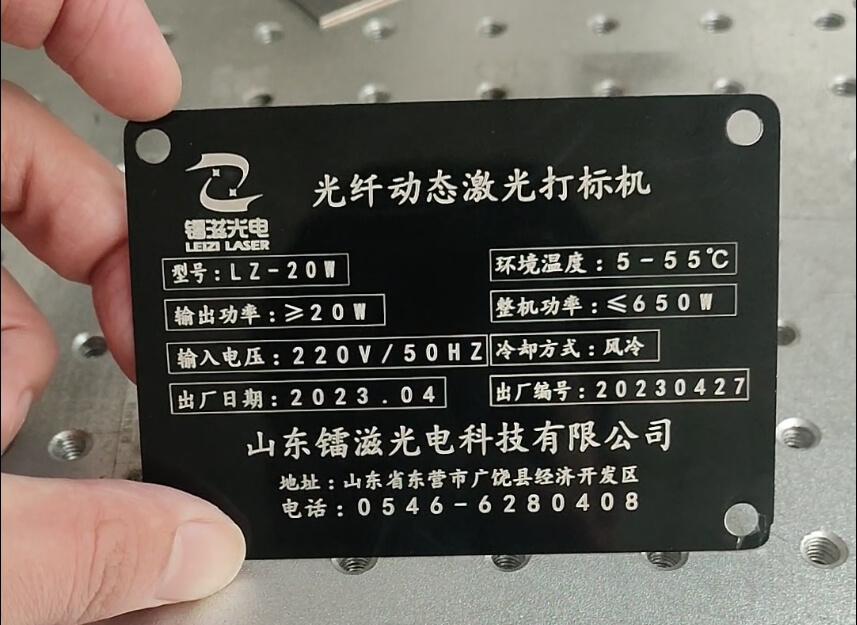 光纤动态激光打标机
镭滋光电
LEIZI LASER
型号:LZ-20W
环境温度:5-55℃
输出功率:≥20W
整机功率:≤650W
输入电压:220V/50HZ
冷却方式:风冷
出厂日期:2023.04
出厂编号:20230427
山东镭滋光电科技有限公司
地址:山东省东营市广饶县经济开发区
电话:0546-6280408